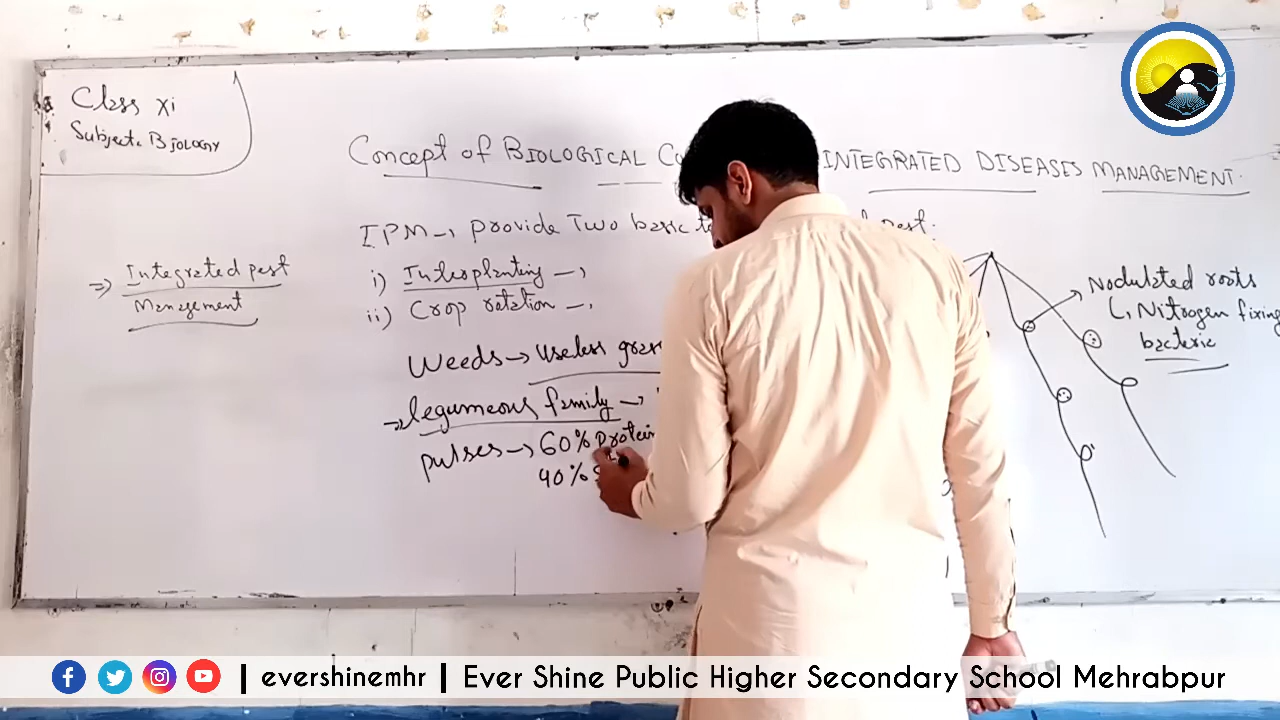 Class xi
Subject. BIOLOGY
Concept of BIOLOGICAL INTEGRATED DISEASES MANAGEMENT.
IPM → provide Two basic pest.
⇒ Integrated pest
Management
i) Interplanting →,
ii) Crop rotation →,
Weeds → useless
→ legumeous family →
pulses → 60% protein
40%
Nodulated roots
↳ Nitrogen fixing
bacteria
| evershinemhr | Ever Shine Public Higher Secondary School Mehrabpur